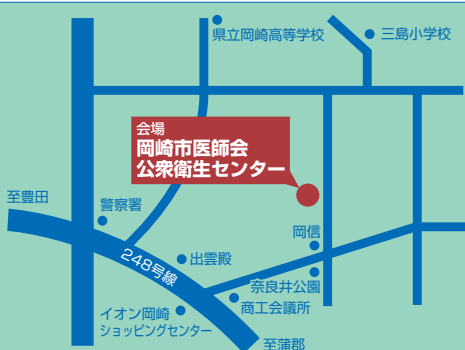 県立岡崎高等学校
三島小学校
会場
岡崎市医師会
公衆衛生センター
至豊田
警察署
岡信
248号線
出雲殿
奈良井公園
商工会議所
イオン岡崎
ショッピングセンター
至蒲郡